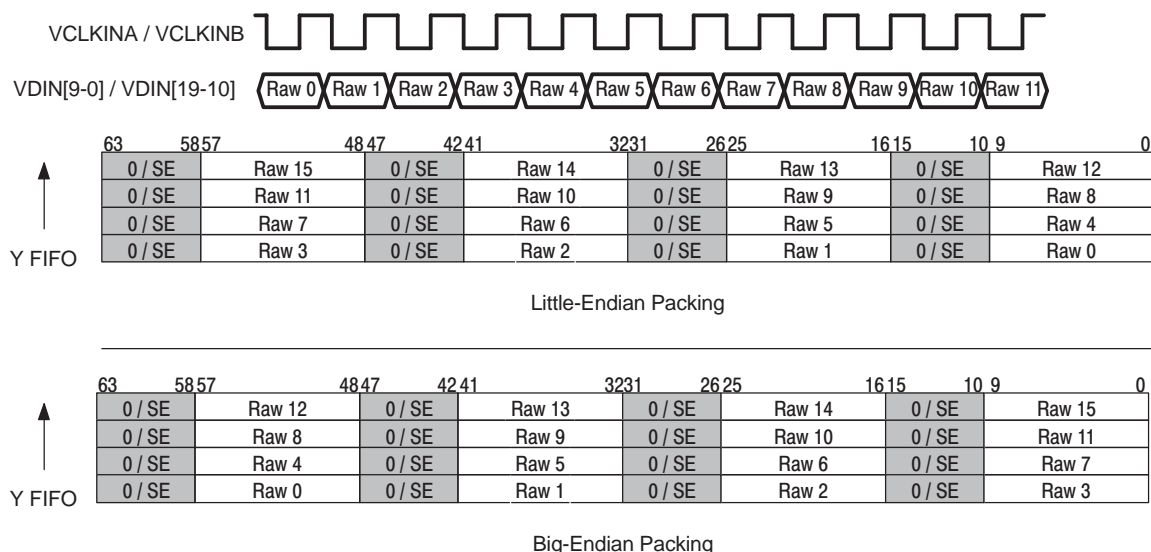 VCLKINA / VCLKINB
VDIN[9-0] / VDIN[19-10] Raw 0 Raw 1 Raw 2 Raw 3 Raw 4 Raw 5 Raw 6 Raw 7 Raw 8 Raw 9 Raw 10 Raw 11
63 58 57 48 47 42 41 32 31 26 25 16 15 10 9 0
0 / SE Raw 15 0 / SE Raw 14 0 / SE Raw 13 0 / SE Raw 12
0 / SE Raw 11 0 / SE Raw 10 0 / SE Raw 9 0 / SE Raw 8
0 / SE Raw 7 0 / SE Raw 6 0 / SE Raw 5 0 / SE Raw 4
0 / SE Raw 3 0 / SE Raw 2 0 / SE Raw 1 0 / SE Raw 0
Y FIFO
Little-Endian Packing
63 58 57 48 47 42 41 32 31 26 25 16 15 10 9 0
0 / SE Raw 12 0 / SE Raw 13 0 / SE Raw 14 0 / SE Raw 15
0 / SE Raw 8 0 / SE Raw 9 0 / SE Raw 10 0 / SE Raw 11
0 / SE Raw 4 0 / SE Raw 5 0 / SE Raw 6 0 / SE Raw 7
0 / SE Raw 0 0 / SE Raw 1 0 / SE Raw 2 0 / SE Raw 3
Y FIFO
Big-Endian Packing